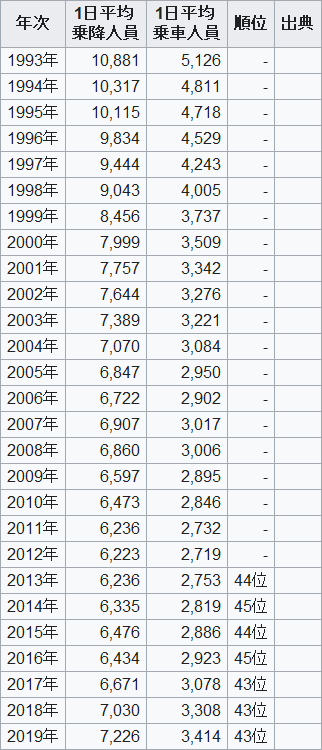 年次 1日平均乗降人員 1日平均乗車人員 順位 出典
1993年 10,881 5,126 -
1994年 10,317 4,811 -
1995年 10,115 4,718 -
1996年 9,834 4,529 -
1997年 9,444 4,243 -
1998年 9,043 4,005 -
1999年 8,456 3,737 -
2000年 7,999 3,509 -
2001年 7,757 3,342 -
2002年 7,644 3,276 -
2003年 7,389 3,221 -
2004年 7,070 3,084 -
2005年 6,847 2,950 -
2006年 6,722 2,902 -
2007年 6,907 3,017 -
2008年 6,860 3,006 -
2009年 6,597 2,895 -
2010年 6,473 2,846 -
2011年 6,236 2,732 -
2012年 6,223 2,719 -
2013年 6,236 2,753 44位
2014年 6,335 2,819 45位
2015年 6,476 2,886 44位
2016年 6,434 2,923 45位
2017年 6,671 3,078 43位
2018年 7,030 3,308 43位
2019年 7,226 3,414 43位